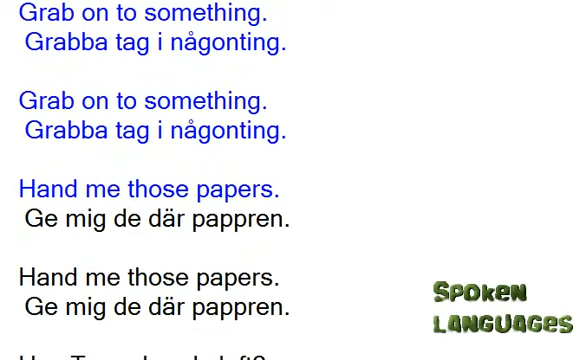 Grab on to something.
Grabba tag i någonting.
Grab on to something.
Grabba tag i någonting.
Hand me those papers.
Ge mig de där pappren.
Hand me those papers.
Ge mig de där pappren.
Spoken
Languages